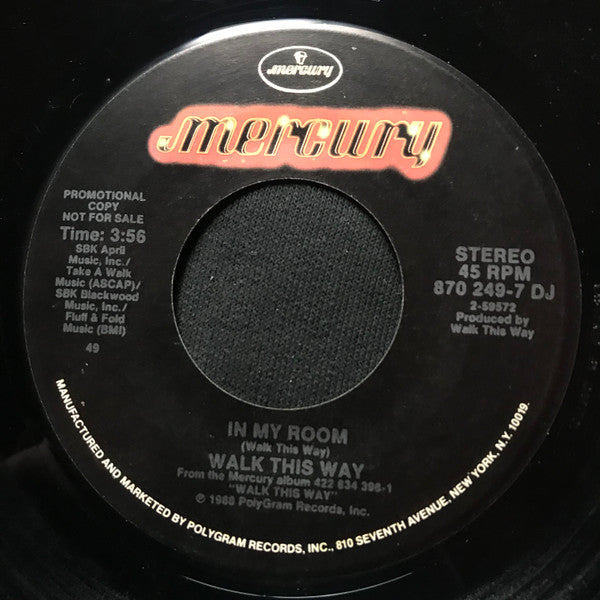 mercury
mercury
PROMOTIONAL
COPY
NOT FOR SALE
Time: 3:56
SBK April
Music, Inc./
Take A Walk
Music (ASCAP)/
SBK Blackwood
Music, Inc./
Fluff & Fold
Music (BMI)
49
STEREO
45 RPM
870 249-7 DJ
2-59572
Produced by
Walk This Way
IN MY ROOM
(Walk This Way)
WALK THIS WAY
From the Mercury album 422 834 396-1
"WALK THIS WAY"
℗ 1988 PolyGram Records, Inc.
MANUFACTURED AND MARKETED BY POLYGRAM RECORDS, INC., 810 SEVENTH AVENUE, NEW YORK, N.Y. 10019.